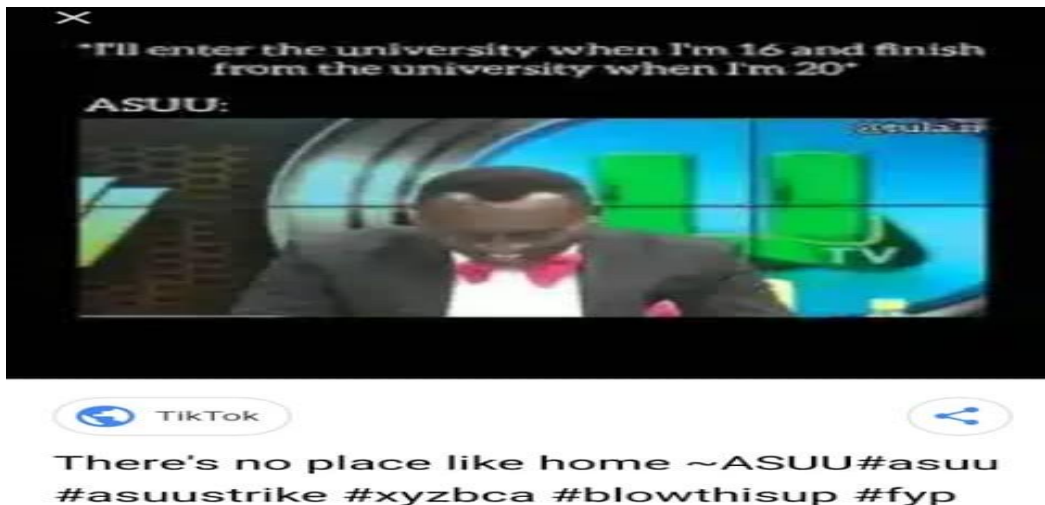 "I'll enter the university when I'm 16 and finish
from the university when I'm 20"
ASUU:
TV
TikTok
There's no place like home ~ASUU#asuu
#asuustrike #xyzbca #blowthisup #fyp